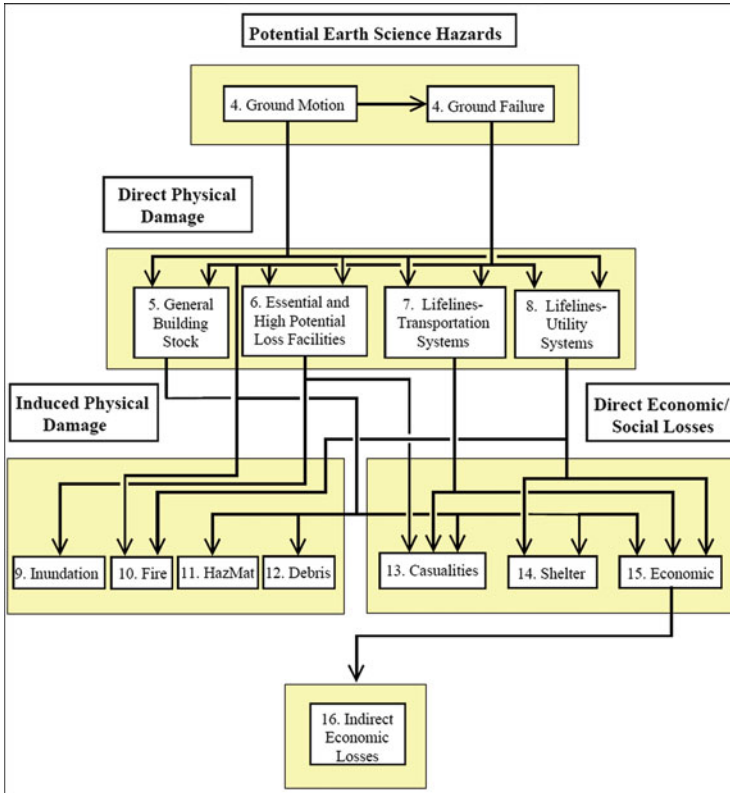 Potential Earth Science Hazards
4. Ground Motion
4. Ground Failure
Direct Physical
Damage
5. General
Building
Stock
6. Essential and
High Potential
Loss Facilities
7. Lifelines-
Transportation
Systems
8. Lifelines-
Utility
Systems
Induced Physical
Damage
Direct Economic/
Social Losses
9. Inundation
10. Fire
11. HazMat
12. Debris
13. Casualities
14. Shelter
15. Economic
16. Indirect
Economic
Losses